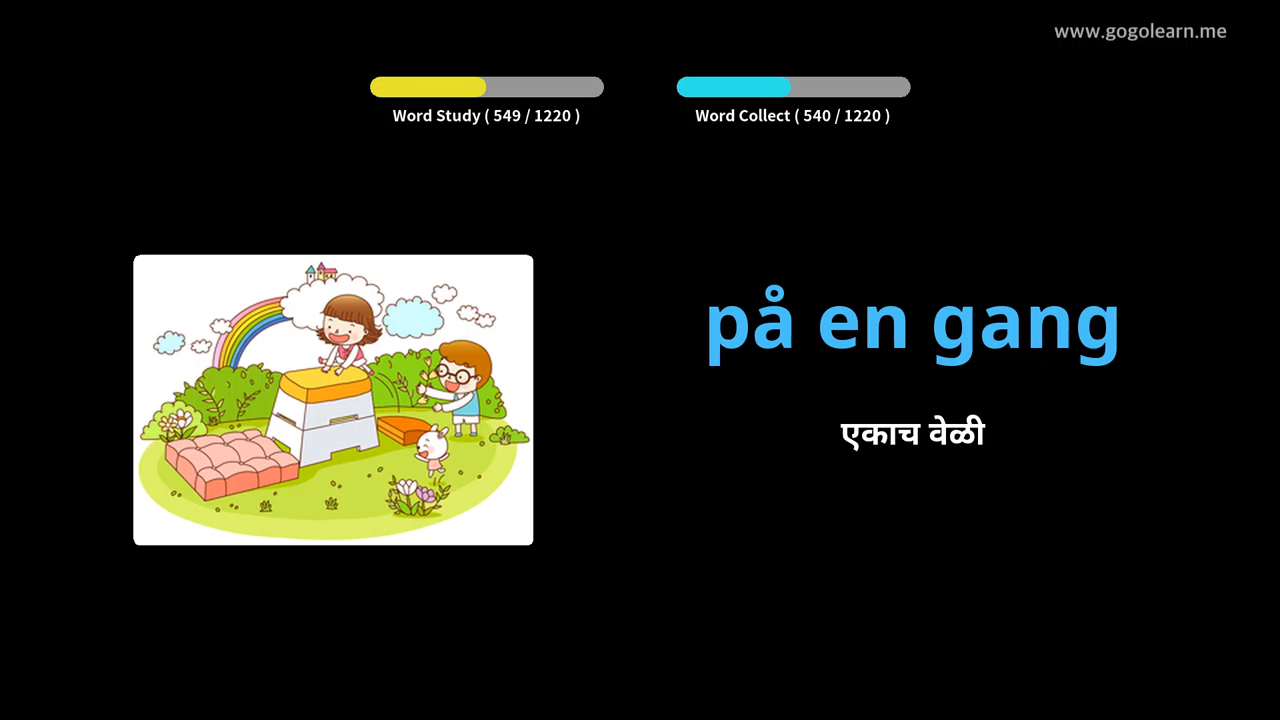 www.gogolearn.me
Word Study ( 549 / 1220 )
Word Collect ( 540 / 1220 )
på en gang
एकाच वेळी